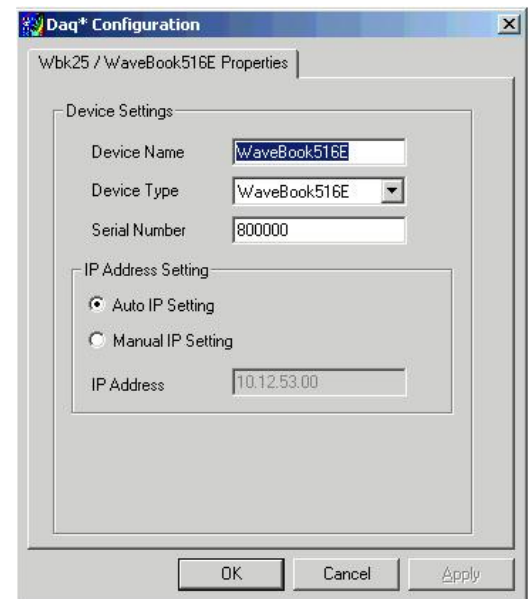 Daq* Configuration
Wbk25 / WaveBook516E Properties
Device Settings
Device Name WaveBook516E
Device Type WaveBook516E
Serial Number 800000
IP Address Setting
Auto IP Setting
Manual IP Setting
IP Address 10.12.53.00
OK Cancel Apply